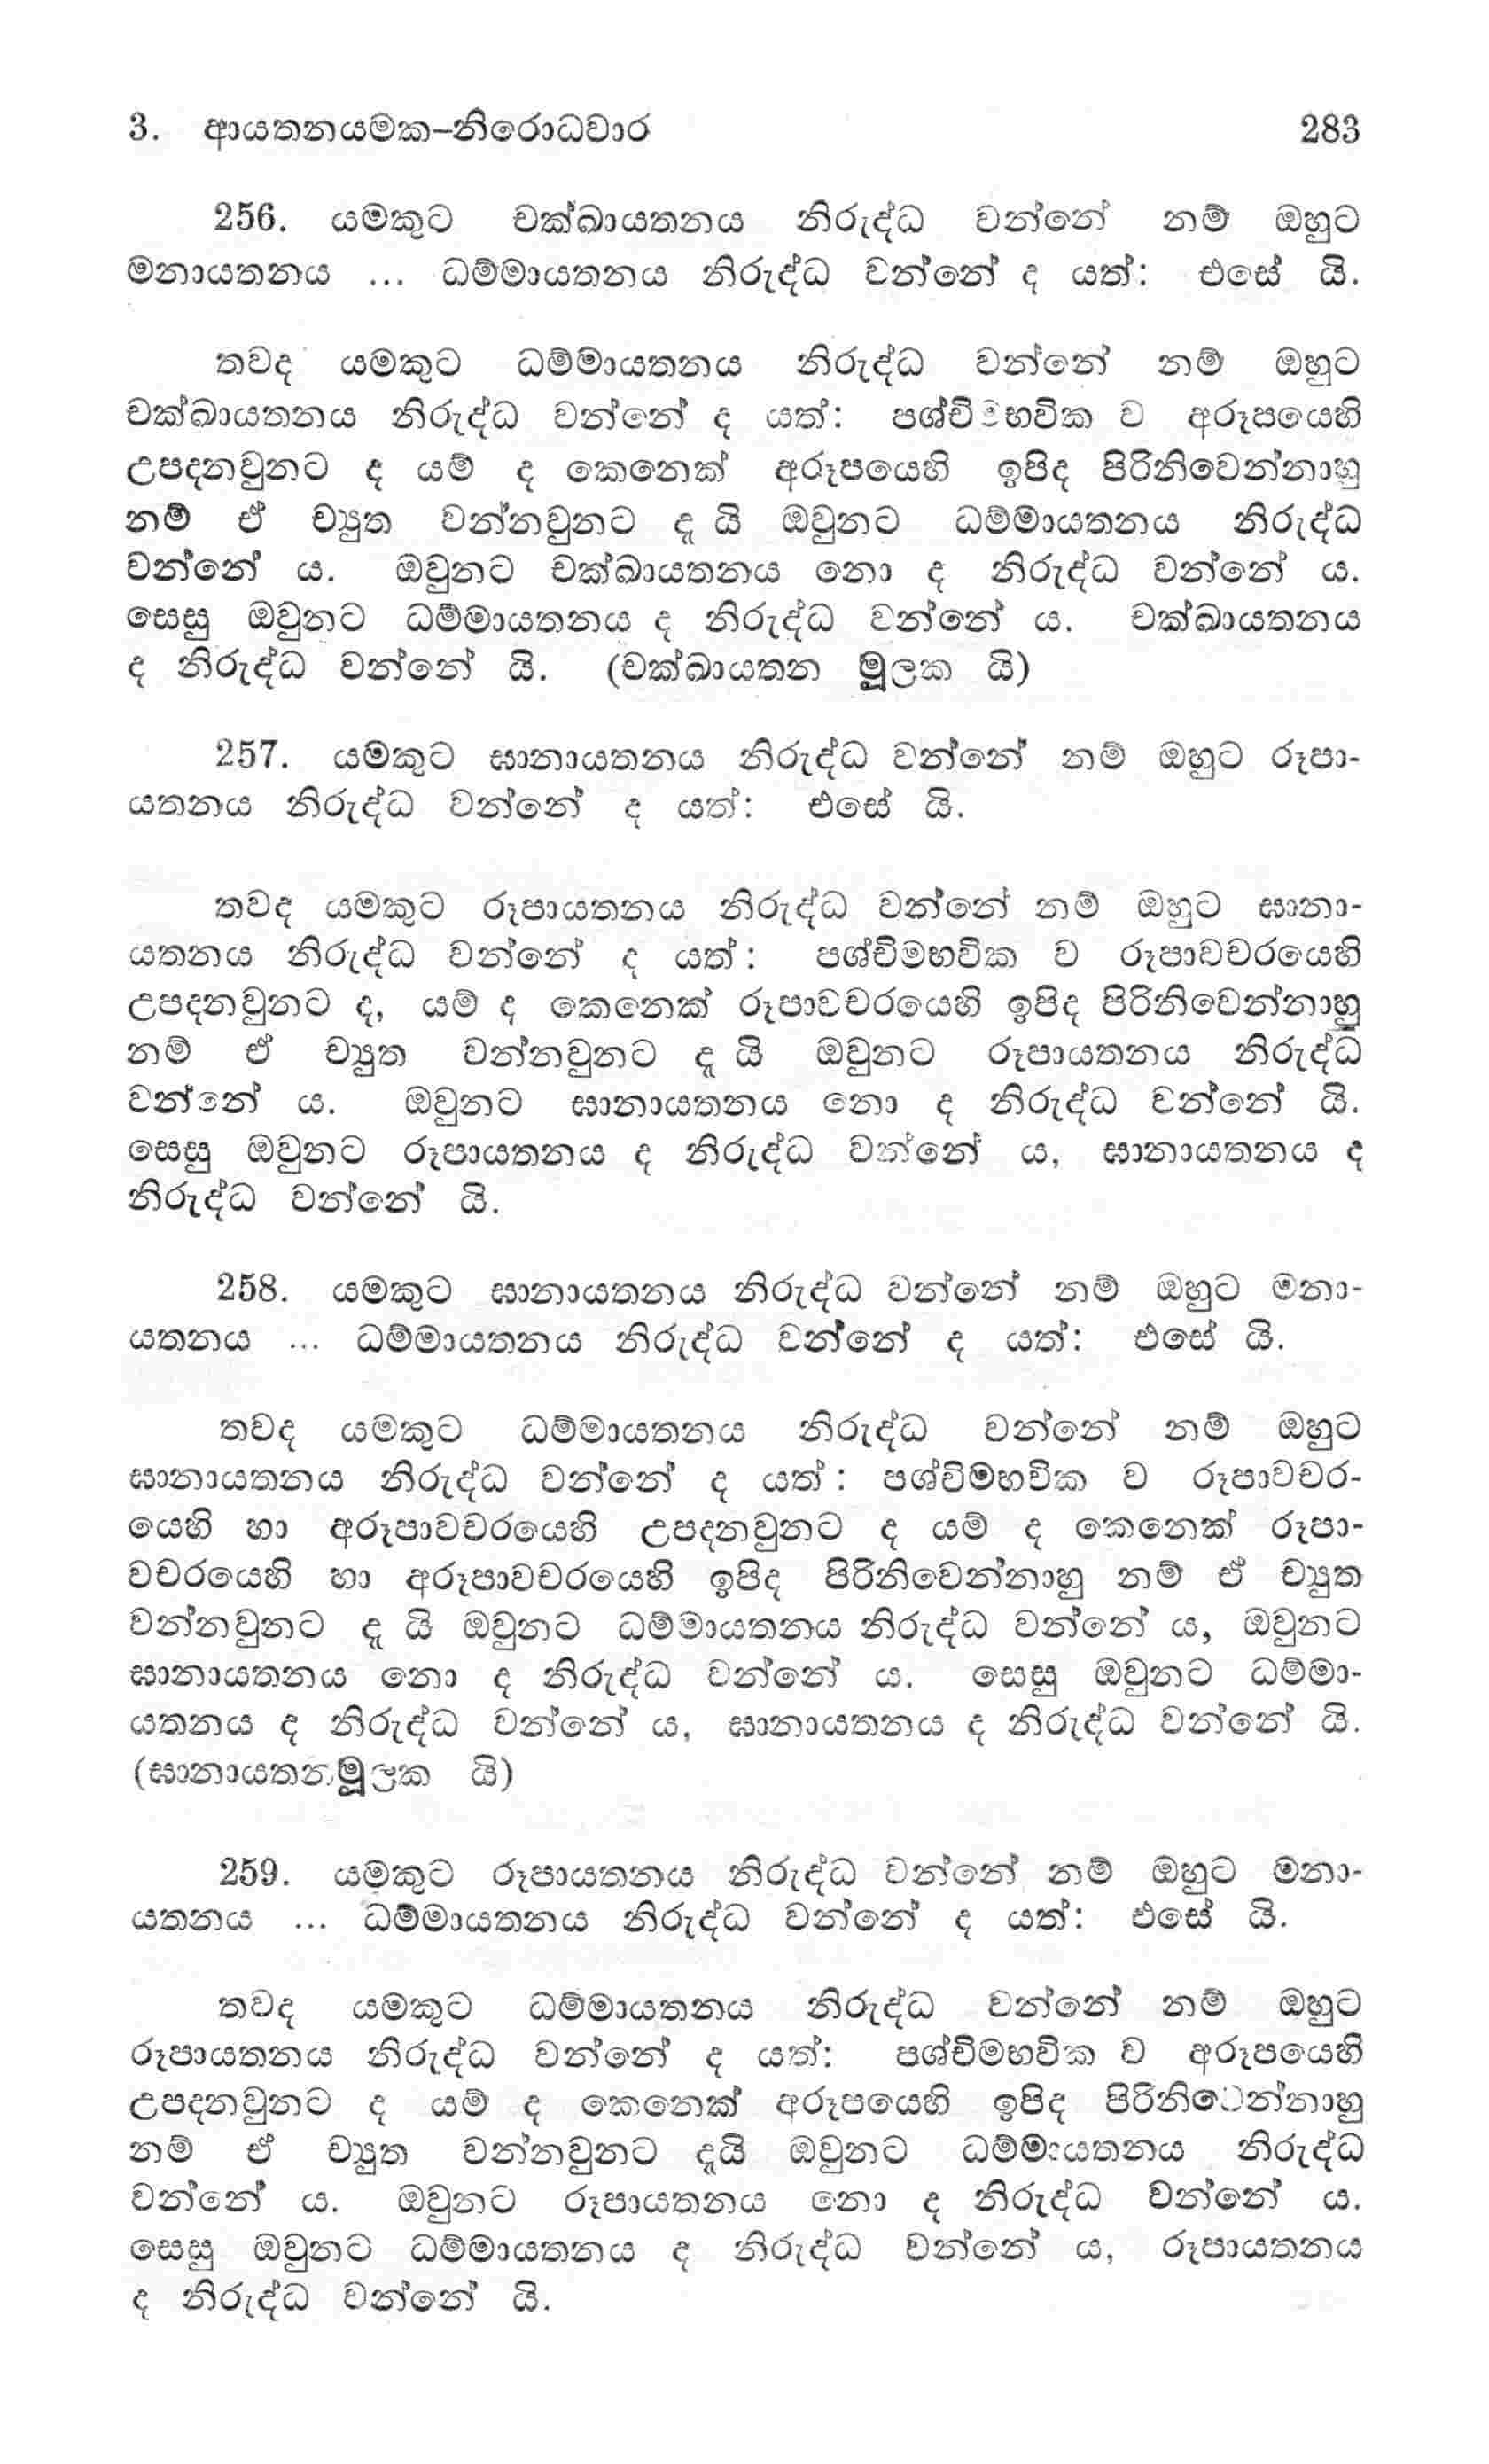 3. ආයතනයමක–නිරොධවාර 283
256. යමකුට චක්ඛායතනය නිරුද්ධ වන්නේ නම් ඔහුට
මනායතනය ... ධම්මායතනය නිරුද්ධ වන්නේ ද යත්: එසේ යි.
තවද යමකුට ධම්මායතනය නිරුද්ධ වන්නේ නම් ඔහුට
චක්ඛායතනය නිරුද්ධ වන්නේ ද යත්: පශ්චිමභවික ව අරූපයෙහි
උපදනවුනට ද යම් ද කෙනෙක් අරූපයෙහි ඉපිද පිරිනිවෙන්නාහු
නම් ඒ ච්‍යුත වන්නවුනට දැ යි ඔවුනට ධම්මායතනය නිරුද්ධ
වන්නේ ය. ඔවුනට චක්ඛායතනය නො ද නිරුද්ධ වන්නේ ය.
සෙසු ඔවුනට ධම්මායතනය ද නිරුද්ධ වන්නේ ය. චක්ඛායතනය
ද නිරුද්ධ වන්නේ යි. (චක්ඛායතන මූලක යි)
257. යමකුට ඝානායතනය නිරුද්ධ වන්නේ නම් ඔහුට රූපා-
යතනය නිරුද්ධ වන්නේ ද යත්: එසේ යි.
තවද යමකුට රූපායතනය නිරුද්ධ වන්නේ නම් ඔහුට ඝානා-
යතනය නිරුද්ධ වන්නේ ද යත්: පශ්චිමභවික ව රූපාවචරයෙහි
උපදනවුනට ද, යම් ද කෙනෙක් රූපාවචරයෙහි ඉපිද පිරිනිවෙන්නාහු
නම් ඒ ච්‍යුත වන්නවුනට දැ යි ඔවුනට රූපායතනය නිරුද්ධ
වන්නේ ය. ඔවුනට ඝානායතනය නො ද නිරුද්ධ වන්නේ යි.
සෙසු ඔවුනට රූපායතනය ද නිරුද්ධ වන්නේ ය, ඝානායතනය ද
නිරුද්ධ වන්නේ යි.
258. යමකුට ඝානායතනය නිරුද්ධ වන්නේ නම් ඔහුට මනා-
යතනය ... ධම්මායතනය නිරුද්ධ වන්නේ ද යත්: එසේ යි.
තවද යමකුට ධම්මායතනය නිරුද්ධ වන්නේ නම් ඔහුට
ඝානායතනය නිරුද්ධ වන්නේ ද යත්: පශ්චිමභවික ව රූපාවචර-
යෙහි හා අරූපාවචරයෙහි උපදනවුනට ද යම් ද කෙනෙක් රූපා-
වචරයෙහි හා අරූපාවචරයෙහි ඉපිද පිරිනිවෙන්නාහු නම් ඒ ච්‍යුත
වන්නවුනට දැ යි ඔවුනට ධම්මායතනය නිරුද්ධ වන්නේ ය, ඔවුනට
ඝානායතනය නො ද නිරුද්ධ වන්නේ ය. සෙසු ඔවුනට ධම්මා-
යතනය ද නිරුද්ධ වන්නේ ය, ඝානායතනය ද නිරුද්ධ වන්නේ යි.
(ඝානායතනමූලක යි)
259. යමකුට රූපායතනය නිරුද්ධ වන්නේ නම් ඔහුට මනා-
යතනය ... ධම්මායතනය නිරුද්ධ වන්නේ ද යත්: එසේ යි.
තවද යමකුට ධම්මායතනය නිරුද්ධ වන්නේ නම් ඔහුට
රූපායතනය නිරුද්ධ වන්නේ ද යත්: පශ්චිමභවික ව අරූපයෙහි
උපදනවුනට ද යම් ද කෙනෙක් අරූපයෙහි ඉපිද පිරිනිවෙන්නාහු
නම් ඒ ච්‍යුත වන්නවුනට දැයි ඔවුනට ධම්මායතනය නිරුද්ධ
වන්නේ ය. ඔවුනට රූපායතනය නො ද නිරුද්ධ වන්නේ ය.
සෙසු ඔවුනට ධම්මායතනය ද නිරුද්ධ වන්නේ ය, රූපායතනය
ද නිරුද්ධ වන්නේ යි.